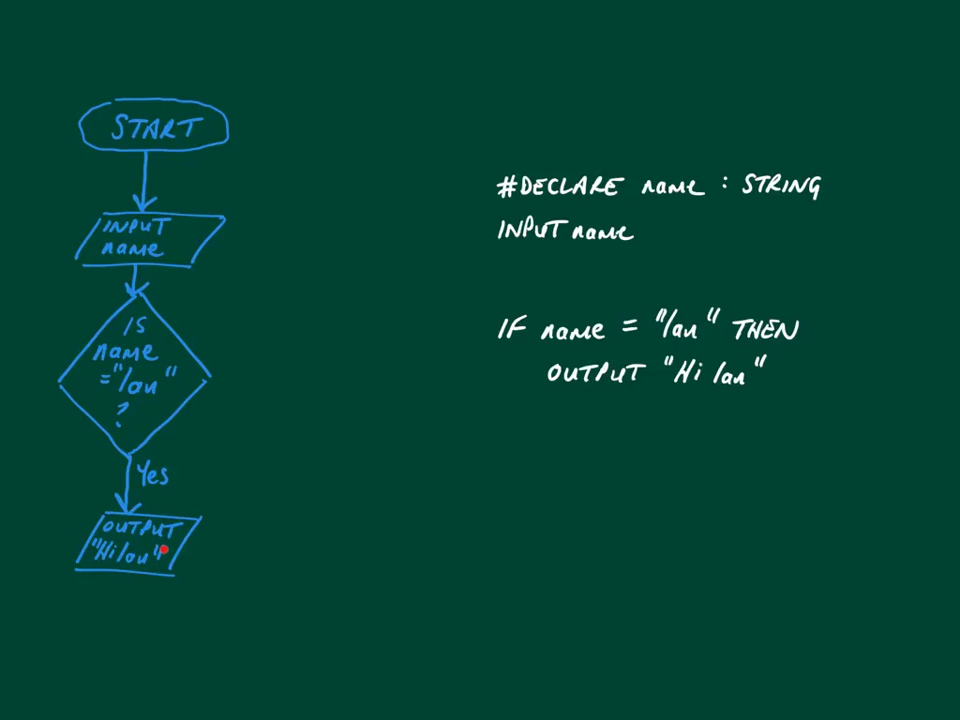 START
INPUT
name
IS
name
="Ian"
?
Yes
OUTPUT
"Hi Ian"
#DECLARE name : STRING
INPUT name
IF name = "Ian" THEN
OUTPUT "Hi Ian"